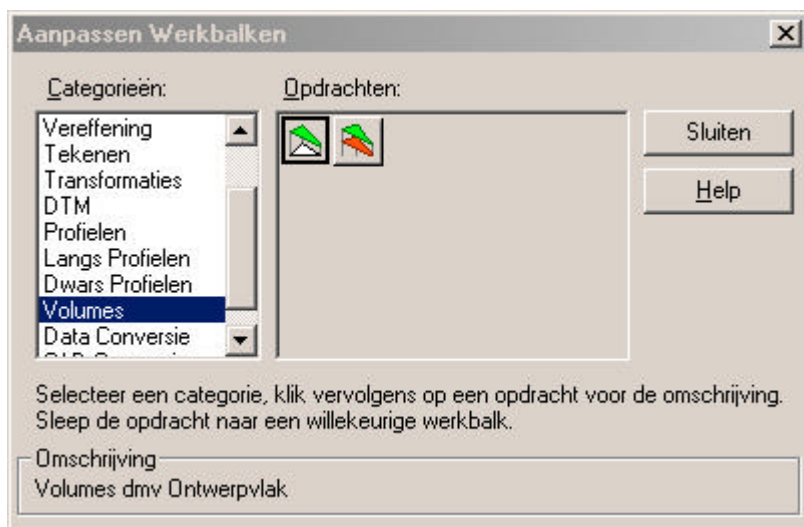 Aanpassen Werkbalken
Categorieën:
Opdrachten:
Vereffening
Tekenen
Transformaties
DTM
Profielen
Langs Profielen
Dwars Profielen
Volumes
Data Conversie
Sluiten
Help
Selecteer een categorie, klik vervolgens op een opdracht voor de omschrijving.
Sleep de opdracht naar een willekeurige werkbalk.
Omschrijving
Volumes dmv Ontwerpvlak